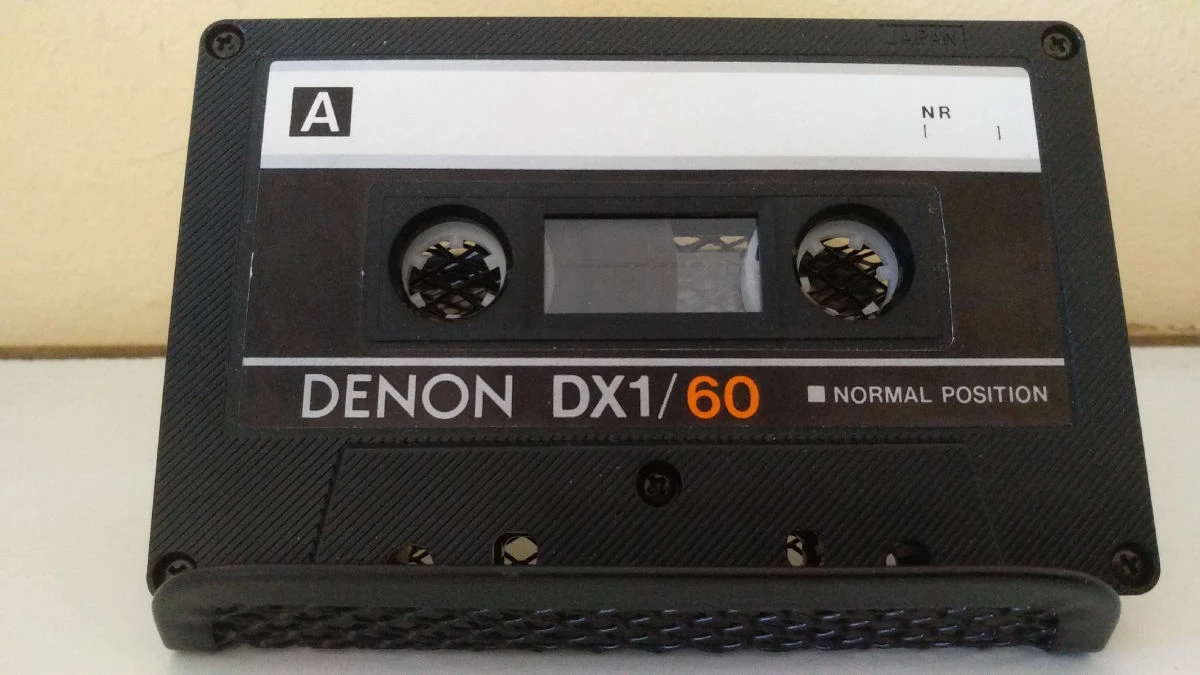 JAPAN
A
NR
[ ]
DENON DX1/60
■ NORMAL POSITION